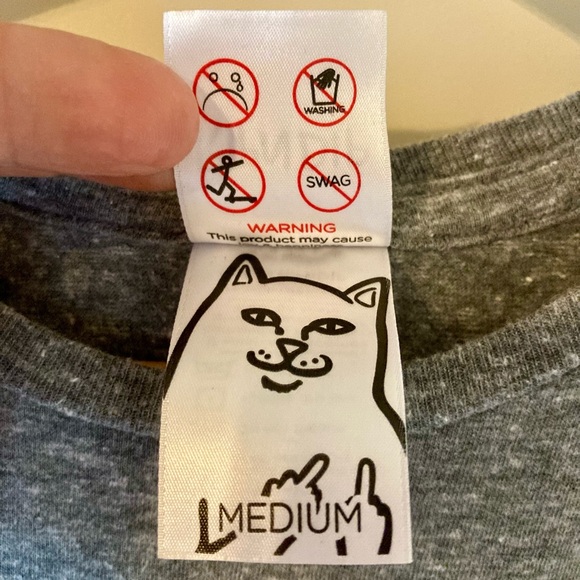 WASHING
SWAG
WARNING
This product may cause
MEDIUM